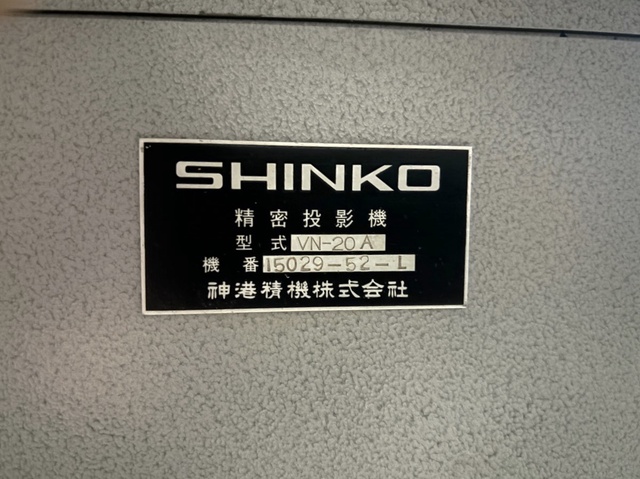 SHINKO
精密投影機
型式 VN-20A
機番 15029-52-L
神港精機株式会社